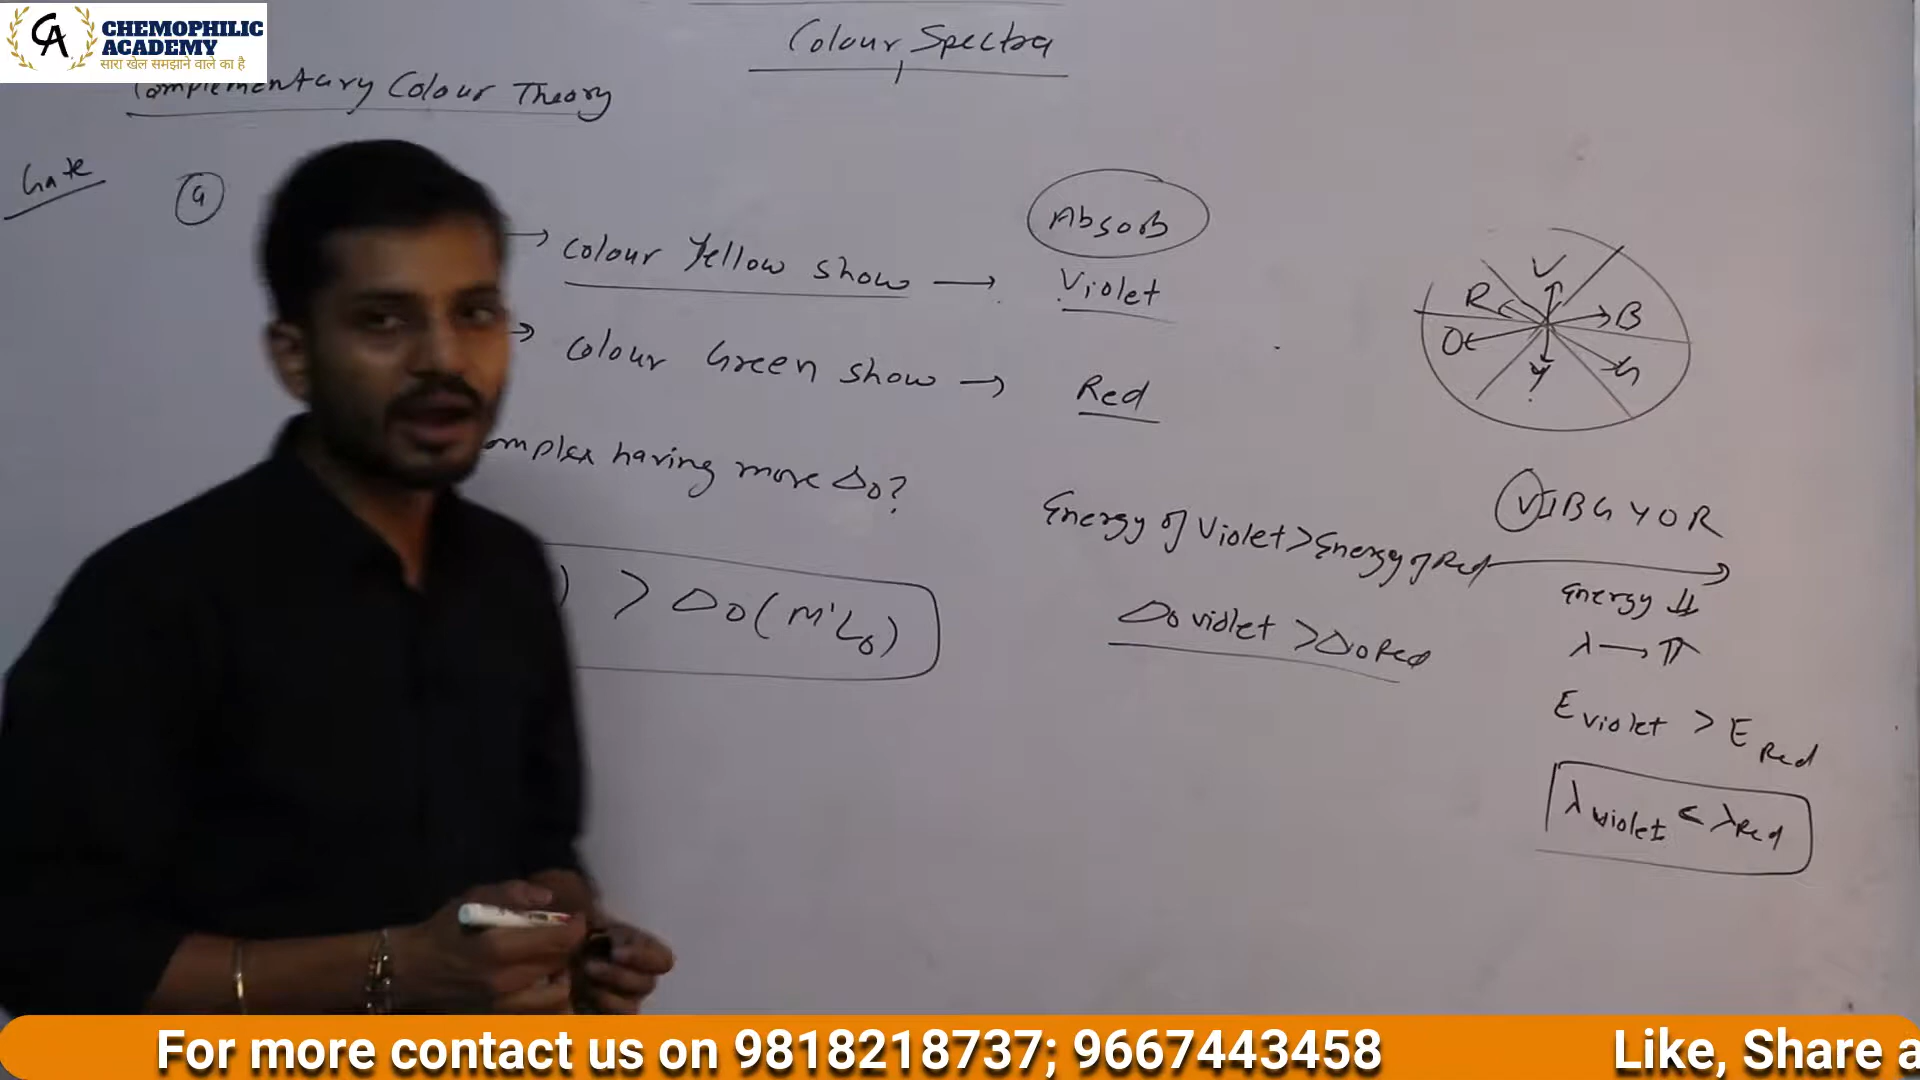 CA
CHEMOPHILIC
ACADEMY
सारा खेल समझाने वाले का है
Colour Spectra
Complementary Colour Theory
Gate
Absorb
→ colour Yellow show → Violet
→ colour Green show → Red
V
R
B
O
G
Y
complex having more Δo?
VIBGYOR
Energy of Violet > Energy of Red
Energy ↓↓
) > Δo(M'L6)
Δo violet > Δo Red
λ → ↑↑
E violet > E Red
λ violet < λ Red
For more contact us on 9818218737; 9667443458
Like, Share a